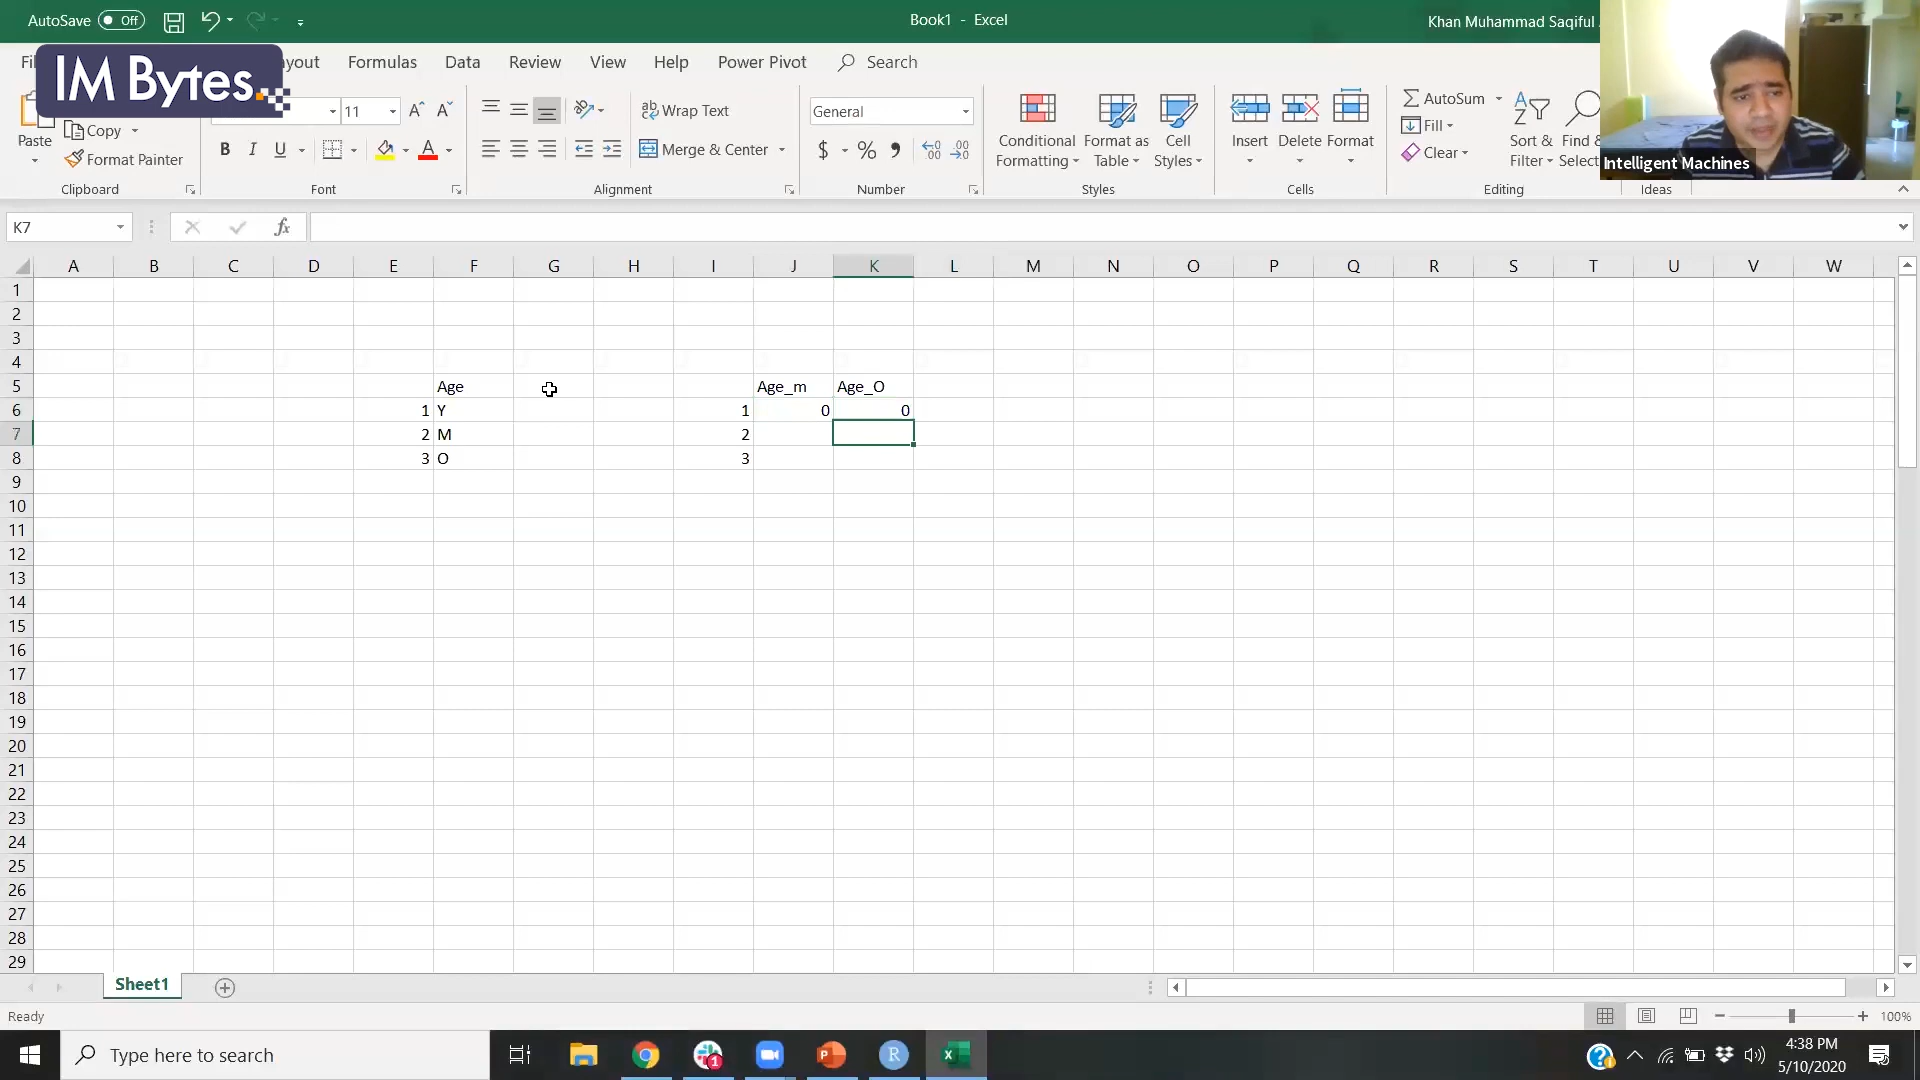 AutoSave Off
Book1 - Excel
Khan Muhammad Saqiful
IM Bytes.
yout Formulas Data Review View Help Power Pivot Search
11
Wrap Text
General
AutoSum
Paste
Copy
Format Painter
B I U
Merge & Center
$ % 9 .00 .0
Conditional Formatting
Format as Table
Cell Styles
Insert Delete Format
Fill
Clear
Sort & Filter
Find & Select
Intelligent Machines
Clipboard Font Alignment Number Styles Cells Editing Ideas
K7 fx
A B C D E F G H I J K L M N O P Q R S T U V W
1
2
3
4
5 Age Age_m Age_O
6 1 Y 1 0 0
7 2 M 2
8 3 O 3
9
10
11
12
13
14
15
16
17
18
19
20
21
22
23
24
25
26
27
28
29
Sheet1
Ready 100%
Type here to search
4:38 PM
5/10/2020